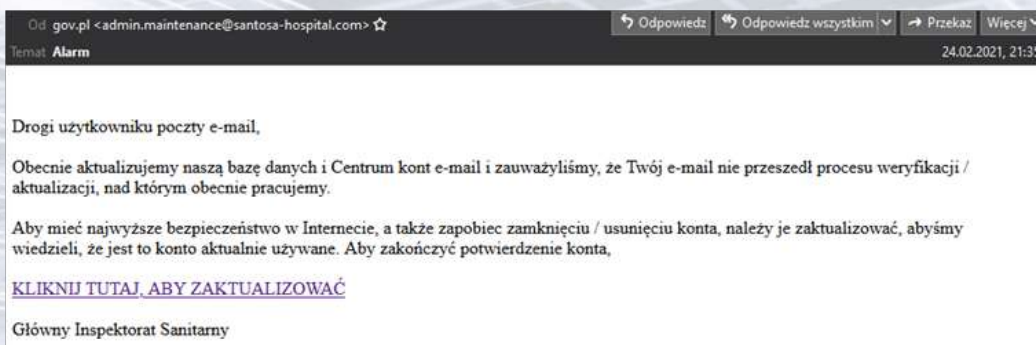 Od gov.pl <admin.maintenance@santosa-hospital.com>
Odpowiedz Odpowiedz wszystkim Przekaż Więcej
Temat Alarm
24.02.2021, 21:35
Drogi użytkowniku poczty e-mail,
Obecnie aktualizujemy naszą bazę danych i Centrum kont e-mail i zauważyliśmy, że Twój e-mail nie przeszedł procesu weryfikacji /
aktualizacji, nad którym obecnie pracujemy.
Aby mieć najwyższe bezpieczeństwo w Internecie, a także zapobiec zamknięciu / usunięciu konta, należy je zaktualizować, abyśmy
wiedzieli, że jest to konto aktualnie używane. Aby zakończyć potwierdzenie konta,
KLIKNIJ TUTAJ, ABY ZAKTUALIZOWAĆ
Główny Inspektorat Sanitarny